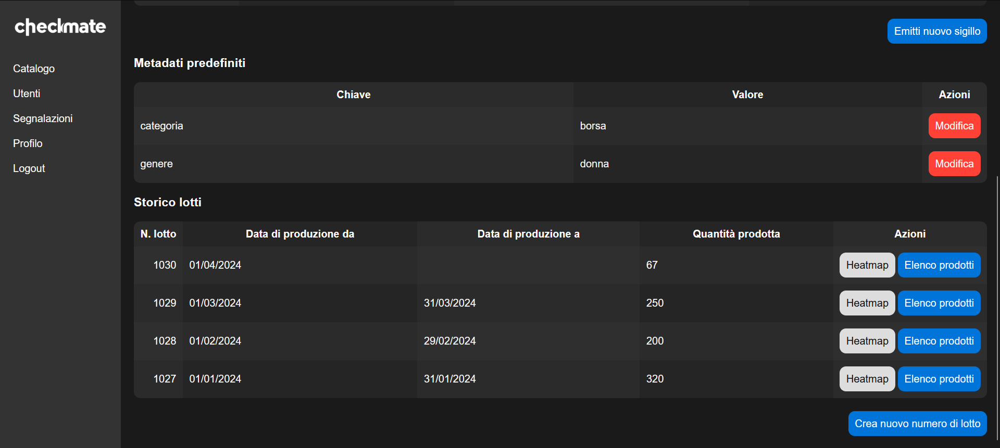 checkmate
Catalogo
Utenti
Segnalazioni
Profilo
Logout
Emitti nuovo sigillo
Metadati predefiniti
Chiave Valore Azioni
categoria borsa Modifica
genere donna Modifica
Storico lotti
N. lotto Data di produzione da Data di produzione a Quantità prodotta Azioni
1030 01/04/2024 67 Heatmap Elenco prodotti
1029 01/03/2024 31/03/2024 250 Heatmap Elenco prodotti
1028 01/02/2024 29/02/2024 200 Heatmap Elenco prodotti
1027 01/01/2024 31/01/2024 320 Heatmap Elenco prodotti
Crea nuovo numero di lotto